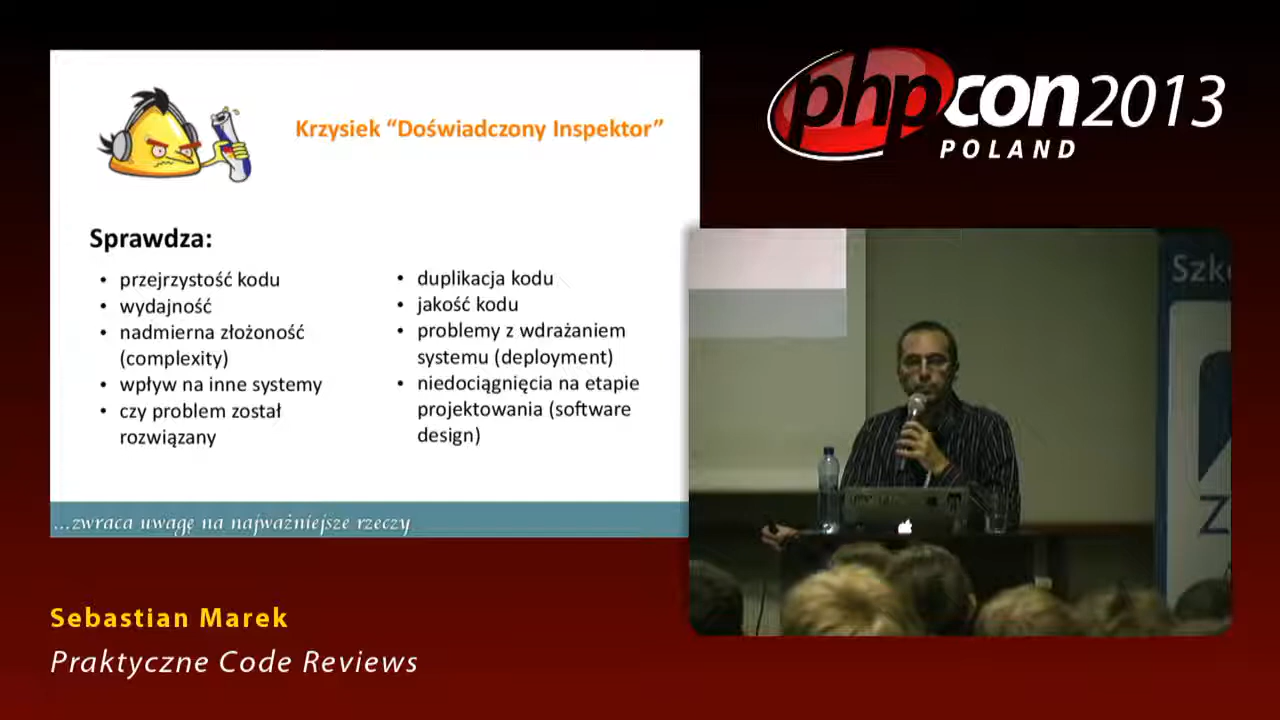 Krzysiek “Doświadczony Inspektor”
Sprawdza:
• przejrzystość kodu
• wydajność
• nadmierna złożoność
(complexity)
• wpływ na inne systemy
• czy problem został
rozwiązany
• duplikacja kodu
• jakość kodu
• problemy z wdrażaniem
systemu (deployment)
• niedociągnięcia na etapie
projektowania (software
design)
...zwraca uwagę na najważniejsze rzeczy
phpcon2013
POLAND
Sebastian Marek
Praktyczne Code Reviews